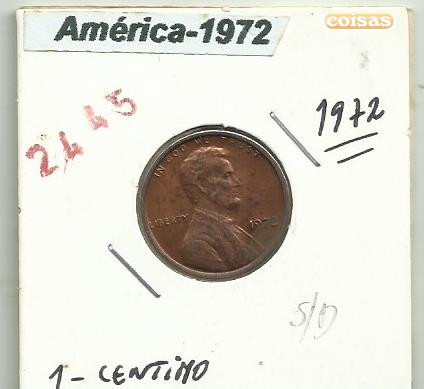 América-1972
coisas
2445
1972
IN GOD WE TRUST
LIBERTY 1972
S/D
1 - CENTIMO